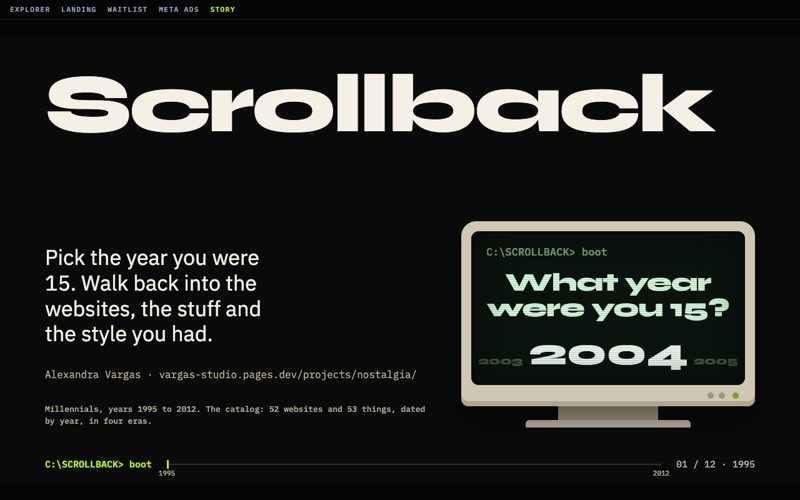 EXPLORER LANDING WAITLIST META ADS STORY
Scrollback
Pick the year you were
15. Walk back into the
websites, the stuff and
the style you had.
Alexandra Vargas · vargas-studio.pages.dev/projects/nostalgia/
Millennials, years 1995 to 2012. The catalog: 52 websites and 53 things, dated
by year, in four eras.
C:\SCROLLBACK> boot
What year
were you 15?
2003 2004 2005
C:\SCROLLBACK> boot
1995
2012
01 / 12 · 1995